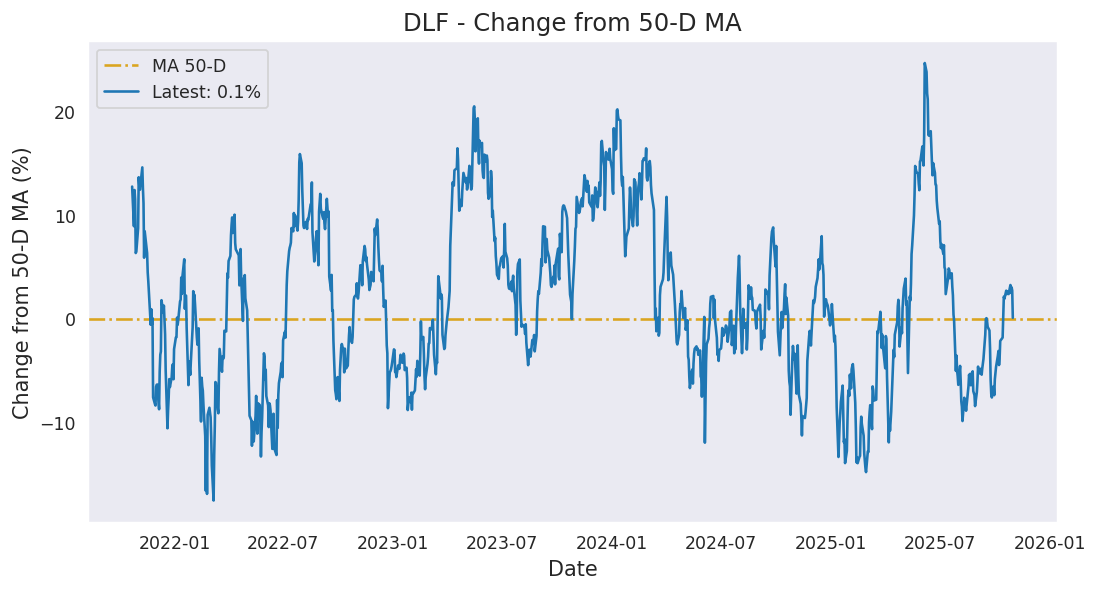 DLF - Change from 50-D MA
MA 50-D
Latest: 0.1%
Change from 50-D MA (%)
20
10
0
−10
2022-01 2022-07 2023-01 2023-07 2024-01 2024-07 2025-01 2025-07 2026-01
Date